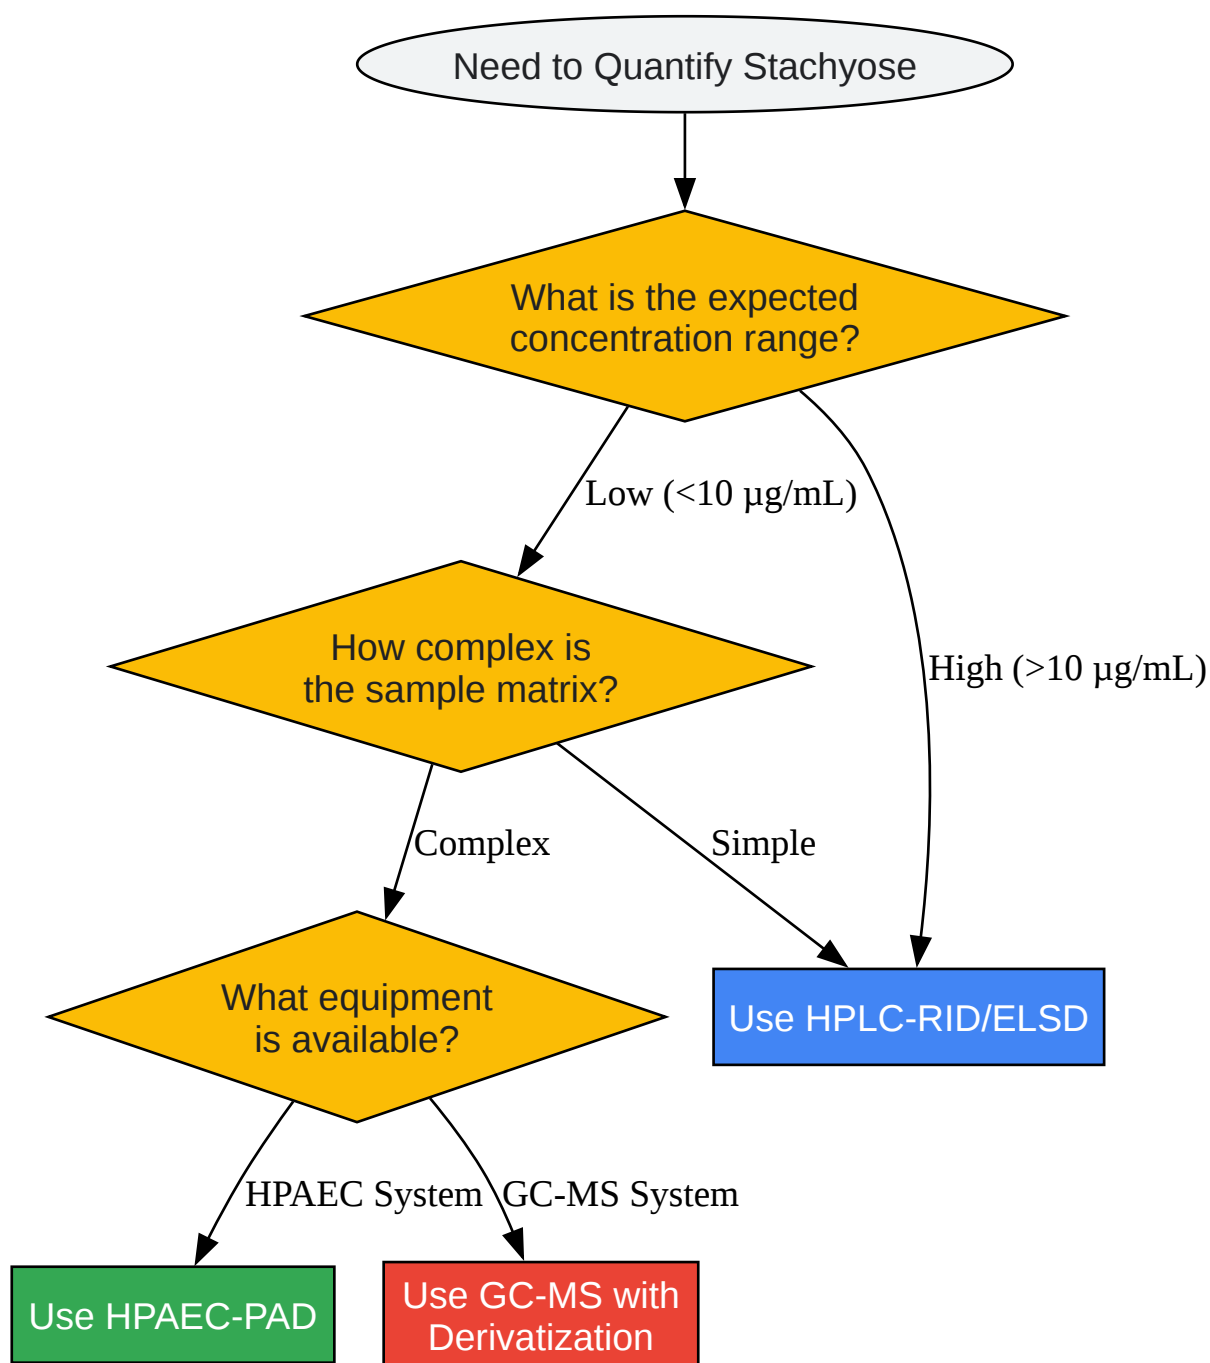 Need to Quantify Stachyose
What is the expected
concentration range?
Low (<10 µg/mL)
How complex is
the sample matrix?
High (>10 µg/mL)
Complex
Simple
What equipment
is available?
Use HPLC-RID/ELSD
HPAEC System
GC-MS System
Use HPAEC-PAD
Use GC-MS with
Derivatization